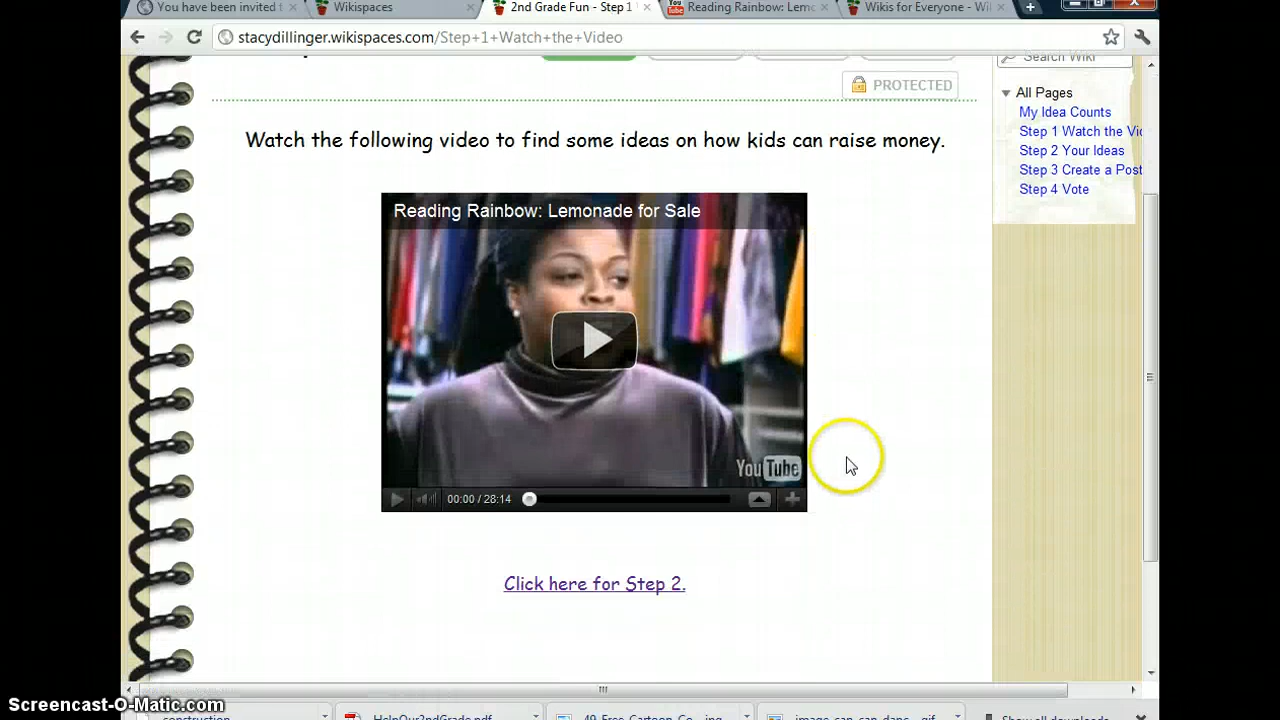 You have been invited t
Wikispaces
2nd Grade Fun - Step 1
Reading Rainbow: Lemo
Wikis for Everyone - Wi
stacydillinger.wikispaces.com/Step+1+Watch+the+Video
Search Wiki
PROTECTED
All Pages
My Idea Counts
Step 1 Watch the Vid
Step 2 Your Ideas
Step 3 Create a Post
Step 4 Vote
Watch the following video to find some ideas on how kids can raise money.
Reading Rainbow: Lemonade for Sale
YouTube
00:00 / 28:14
Click here for Step 2.
Screencast-O-Matic.com
construction
HelpOur2ndGrade.pdf
49 Free Cartoon Co....ing
Show all downloads